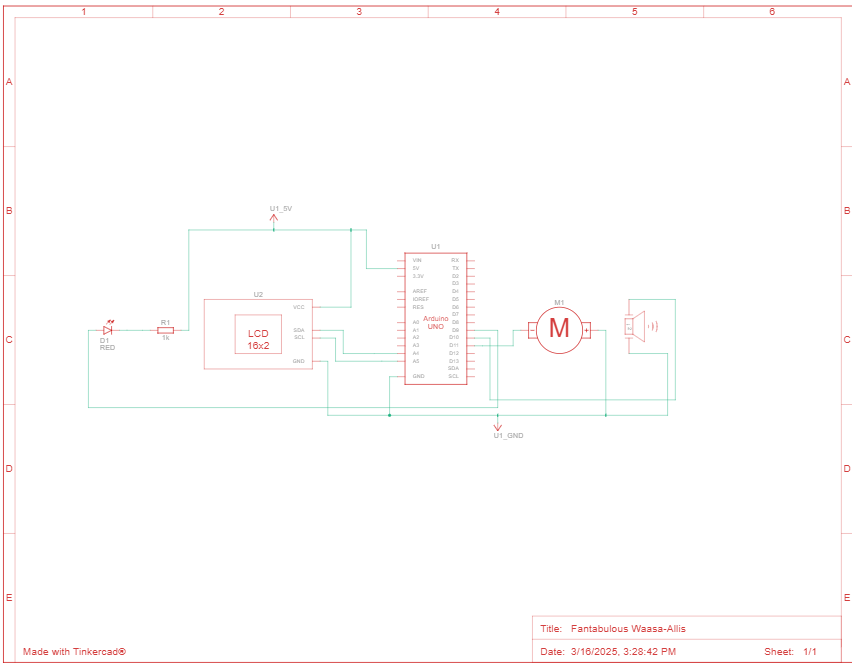 1 2 3 4 5 6
A A
B B
C C
D D
E E
U1_5V
U1
VIN RX
5V TX
3.3V D2
D3
AREF D4
IOREF D5
RES D6
D7
A0 D8
A1 D9
A2 D10
A3 D11
A4 D12
A5 D13
SDA
GND SCL
Arduino
UNO
U2
VCC
SDA
SCL
GND
LCD
16x2
R1
1k
D1
RED
M1
M
- +
U1_GND
Title: Fantabulous Waasa-Allis
Made with Tinkercad®
Date: 3/16/2025, 3:28:42 PM Sheet: 1/1